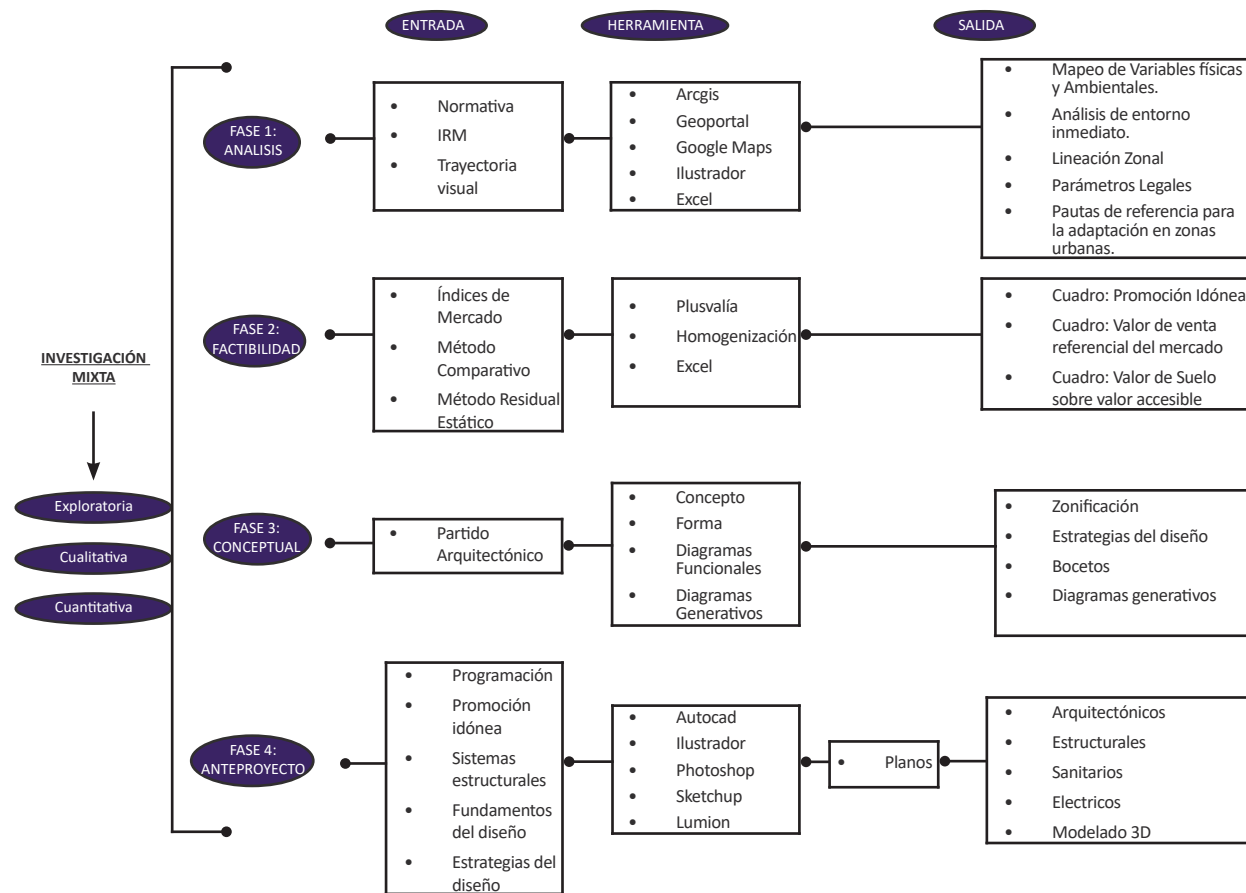 ENTRADA
HERRAMIENTA
SALIDA
INVESTIGACIÓN
MIXTA
Exploratoria
Cualitativa
Cuantitativa
FASE 1:
ANALISIS
• Normativa
• IRM
• Trayectoria
visual
• Arcgis
• Geoportal
• Google Maps
• Ilustrador
• Excel
• Mapeo de Variables físicas
y Ambientales.
• Análisis de entorno
inmediato.
• Lineación Zonal
• Parámetros Legales
• Pautas de referencia para
la adaptación en zonas
urbanas.
FASE 2:
FACTIBILIDAD
• Índices de
Mercado
• Método
Comparativo
• Método Residual
Estático
• Plusvalía
• Homogenización
• Excel
• Cuadro: Promoción Idónea
• Cuadro: Valor de venta
referencial del mercado
• Cuadro: Valor de Suelo
sobre valor accesible
FASE 3:
CONCEPTUAL
• Partido
Arquitectónico
• Concepto
• Forma
• Diagramas
Funcionales
• Diagramas
Generativos
• Zonificación
• Estrategias del diseño
• Bocetos
• Diagramas generativos
FASE 4:
ANTEPROYECTO
• Programación
• Promoción
idónea
• Sistemas
estructurales
• Fundamentos
del diseño
• Estrategias del
diseño
• Autocad
• Ilustrador
• Photoshop
• Sketchup
• Lumion
• Planos
• Arquitectónicos
• Estructurales
• Sanitarios
• Electricos
• Modelado 3D